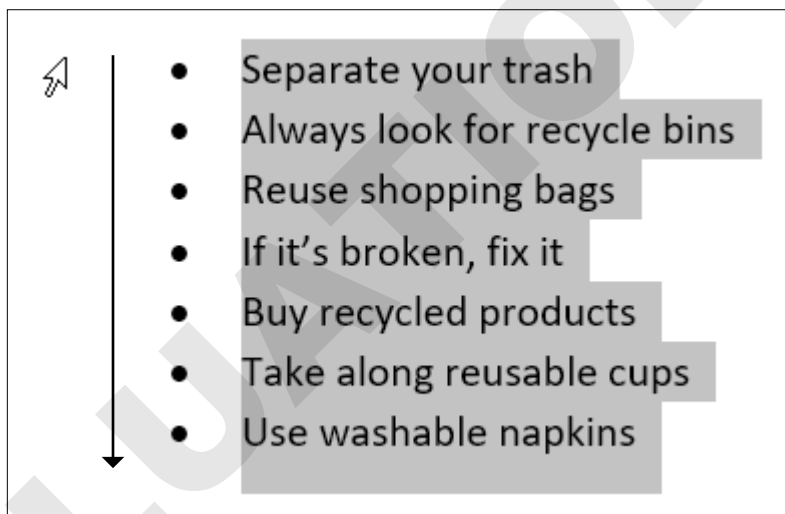 • Separate your trash
• Always look for recycle bins
• Reuse shopping bags
• If it’s broken, fix it
• Buy recycled products
• Take along reusable cups
• Use washable napkins
LUATION